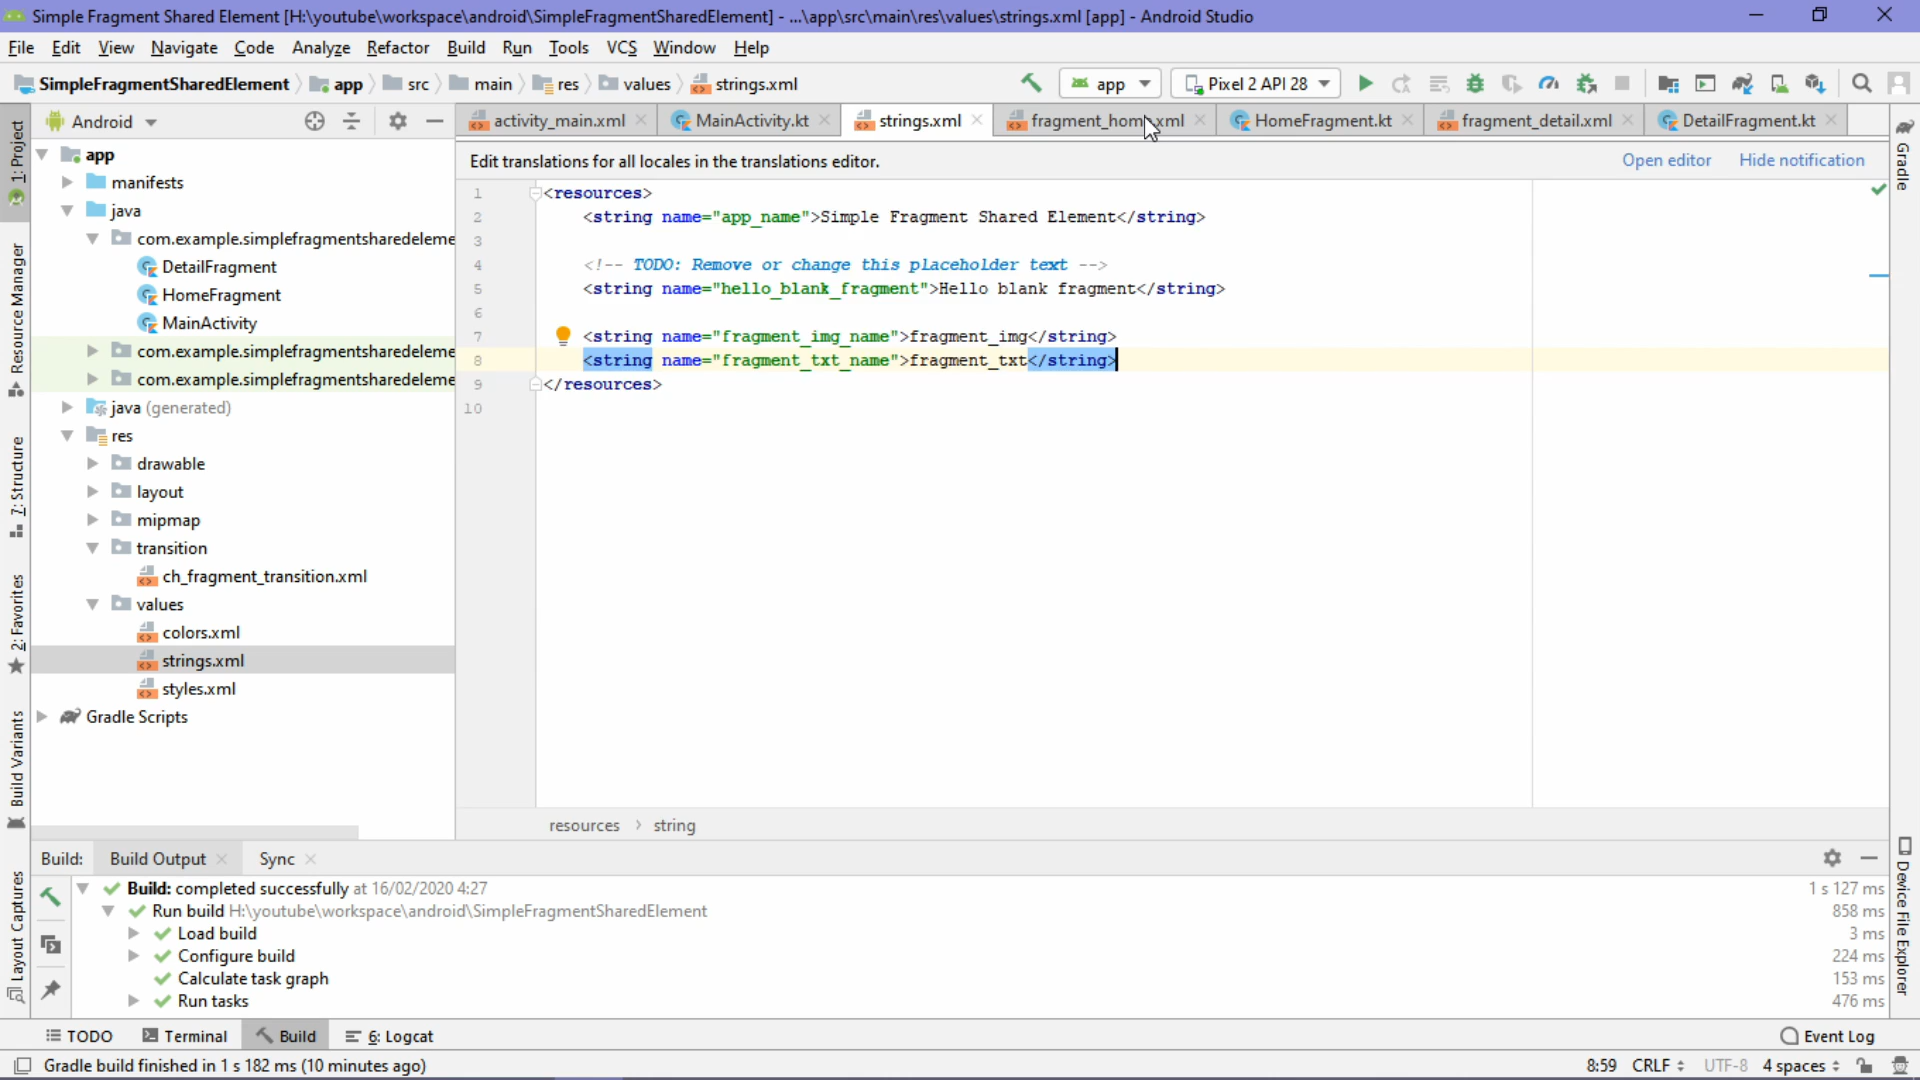 Simple Fragment Shared Element [H:\youtube\workspace\android\SimpleFragmentSharedElement] - ...\app\src\main\res\values\strings.xml [app] - Android Studio
File Edit View Navigate Code Analyze Refactor Build Run Tools VCS Window Help
SimpleFragmentSharedElement app src main res values strings.xml app Pixel 2 API 28
Android
activity_main.xml MainActivity.kt strings.xml fragment_home.xml HomeFragment.kt fragment_detail.xml DetailFragment.kt
Edit translations for all locales in the translations editor. Open editor Hide notification
1 <resources>
2 <string name="app_name">Simple Fragment Shared Element</string>
3
4 <!-- TODO: Remove or change this placeholder text -->
5 <string name="hello_blank_fragment">Hello blank fragment</string>
6
7 <string name="fragment_img_name">fragment_img</string>
8 <string name="fragment_txt_name">fragment_txt</string>
9 </resources>
10
resources > string
app
manifests
java
com.example.simplefragmentsharedeleme
DetailFragment
HomeFragment
MainActivity
com.example.simplefragmentsharedeleme
com.example.simplefragmentsharedeleme
java (generated)
res
drawable
layout
mipmap
transition
ch_fragment_transition.xml
values
colors.xml
strings.xml
styles.xml
Gradle Scripts
1: Project
Resource Manager
7: Structure
2: Favorites
Build Variants
Layout Captures
Gradle
Device File Explorer
Build: Build Output Sync
Build: completed successfully at 16/02/2020 4:27 1 s 127 ms
Run build H:\youtube\workspace\android\SimpleFragmentSharedElement 858 ms
Load build 3 ms
Configure build 224 ms
Calculate task graph 153 ms
Run tasks 476 ms
TODO Terminal Build 6: Logcat Event Log
Gradle build finished in 1 s 182 ms (10 minutes ago) 8:59 CRLF UTF-8 4 spaces